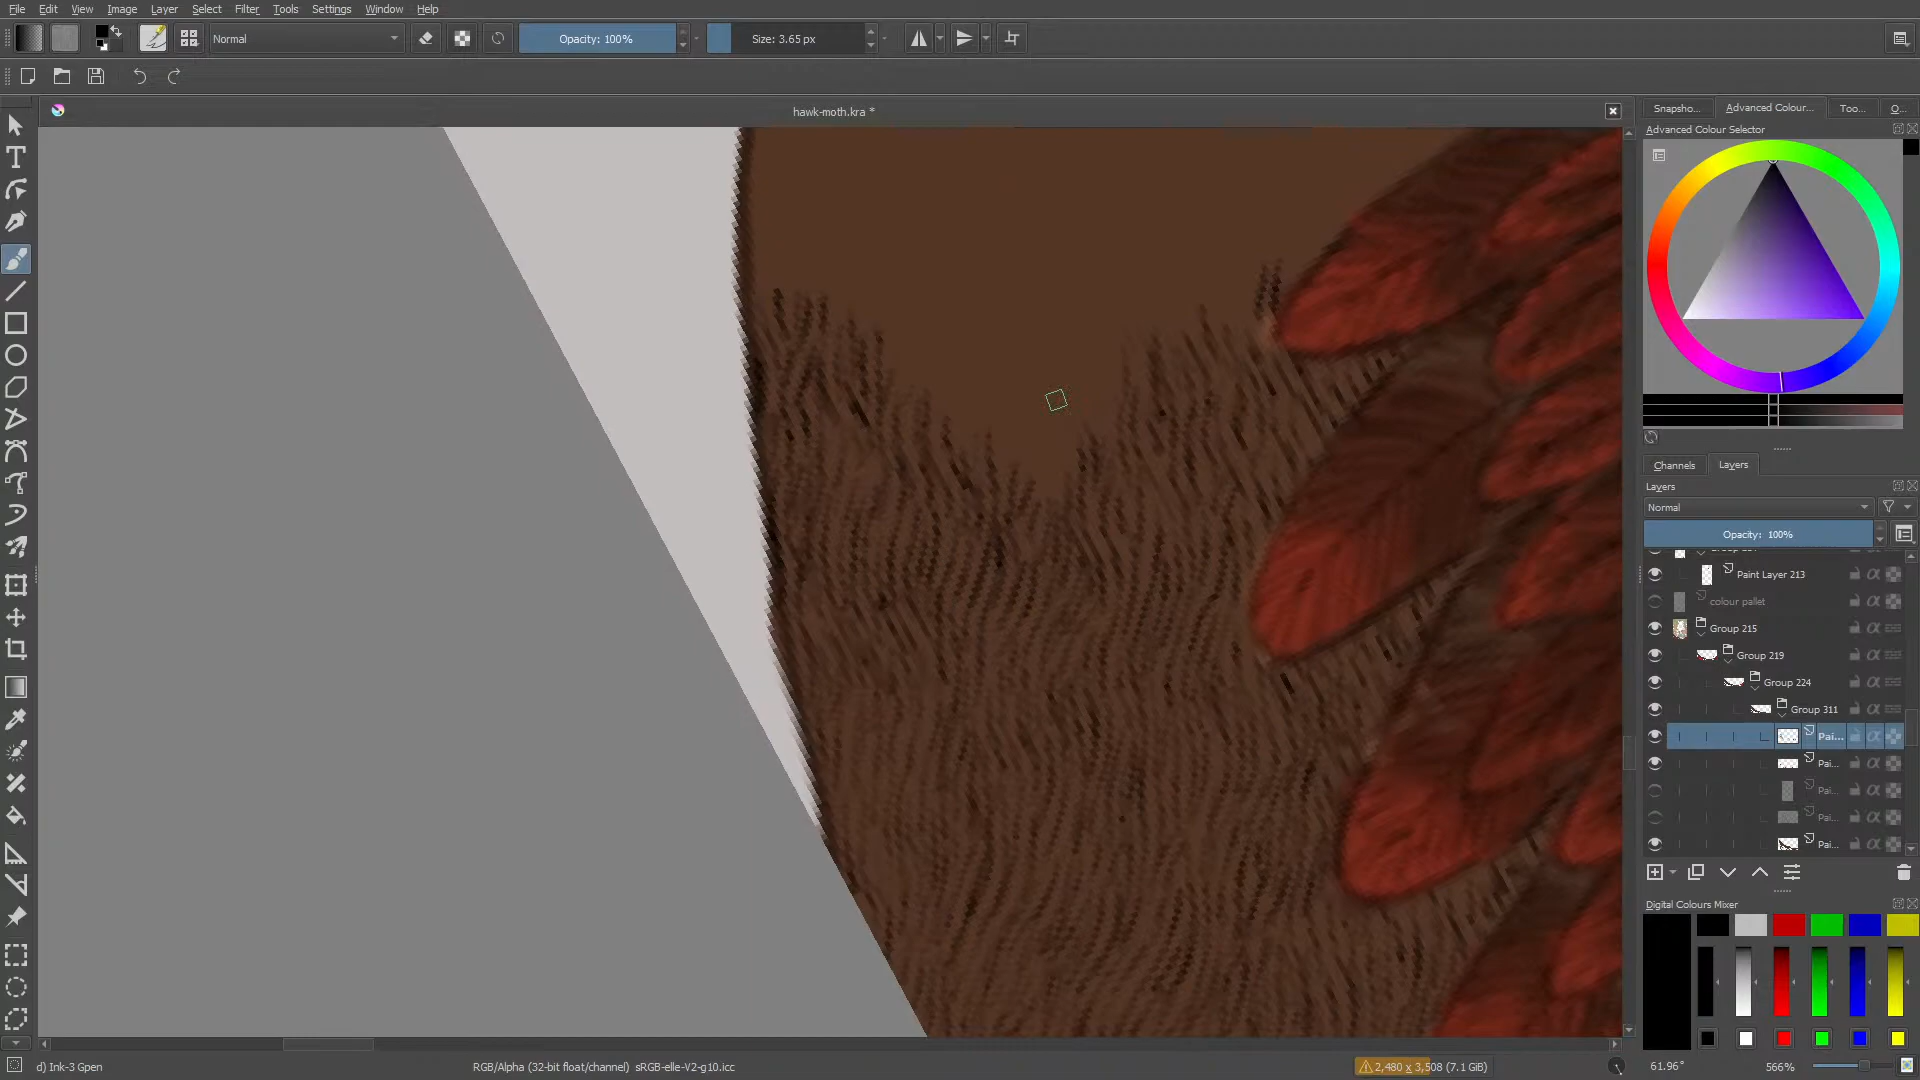 File Edit View Image Layer Select Filter Tools Settings Window Help
Normal Opacity: 100% Size: 3.65 px
hawk-moth.kra *
Snapsho... Advanced Colour... Too... O...
Advanced Colour Selector
Channels Layers
Layers
Normal
Opacity: 100%
Paint Layer 213
colour pallet
Group 215
Group 219
Group 224
Group 311
Pai...
Pai...
Pai...
Pai...
Pai...
Digital Colours Mixer
d) Ink-3 Gpen RGB/Alpha (32-bit float/channel) sRGB-elle-V2-g10.icc 2,480 x 3,508 (7.1 GiB) 61.96° 566%